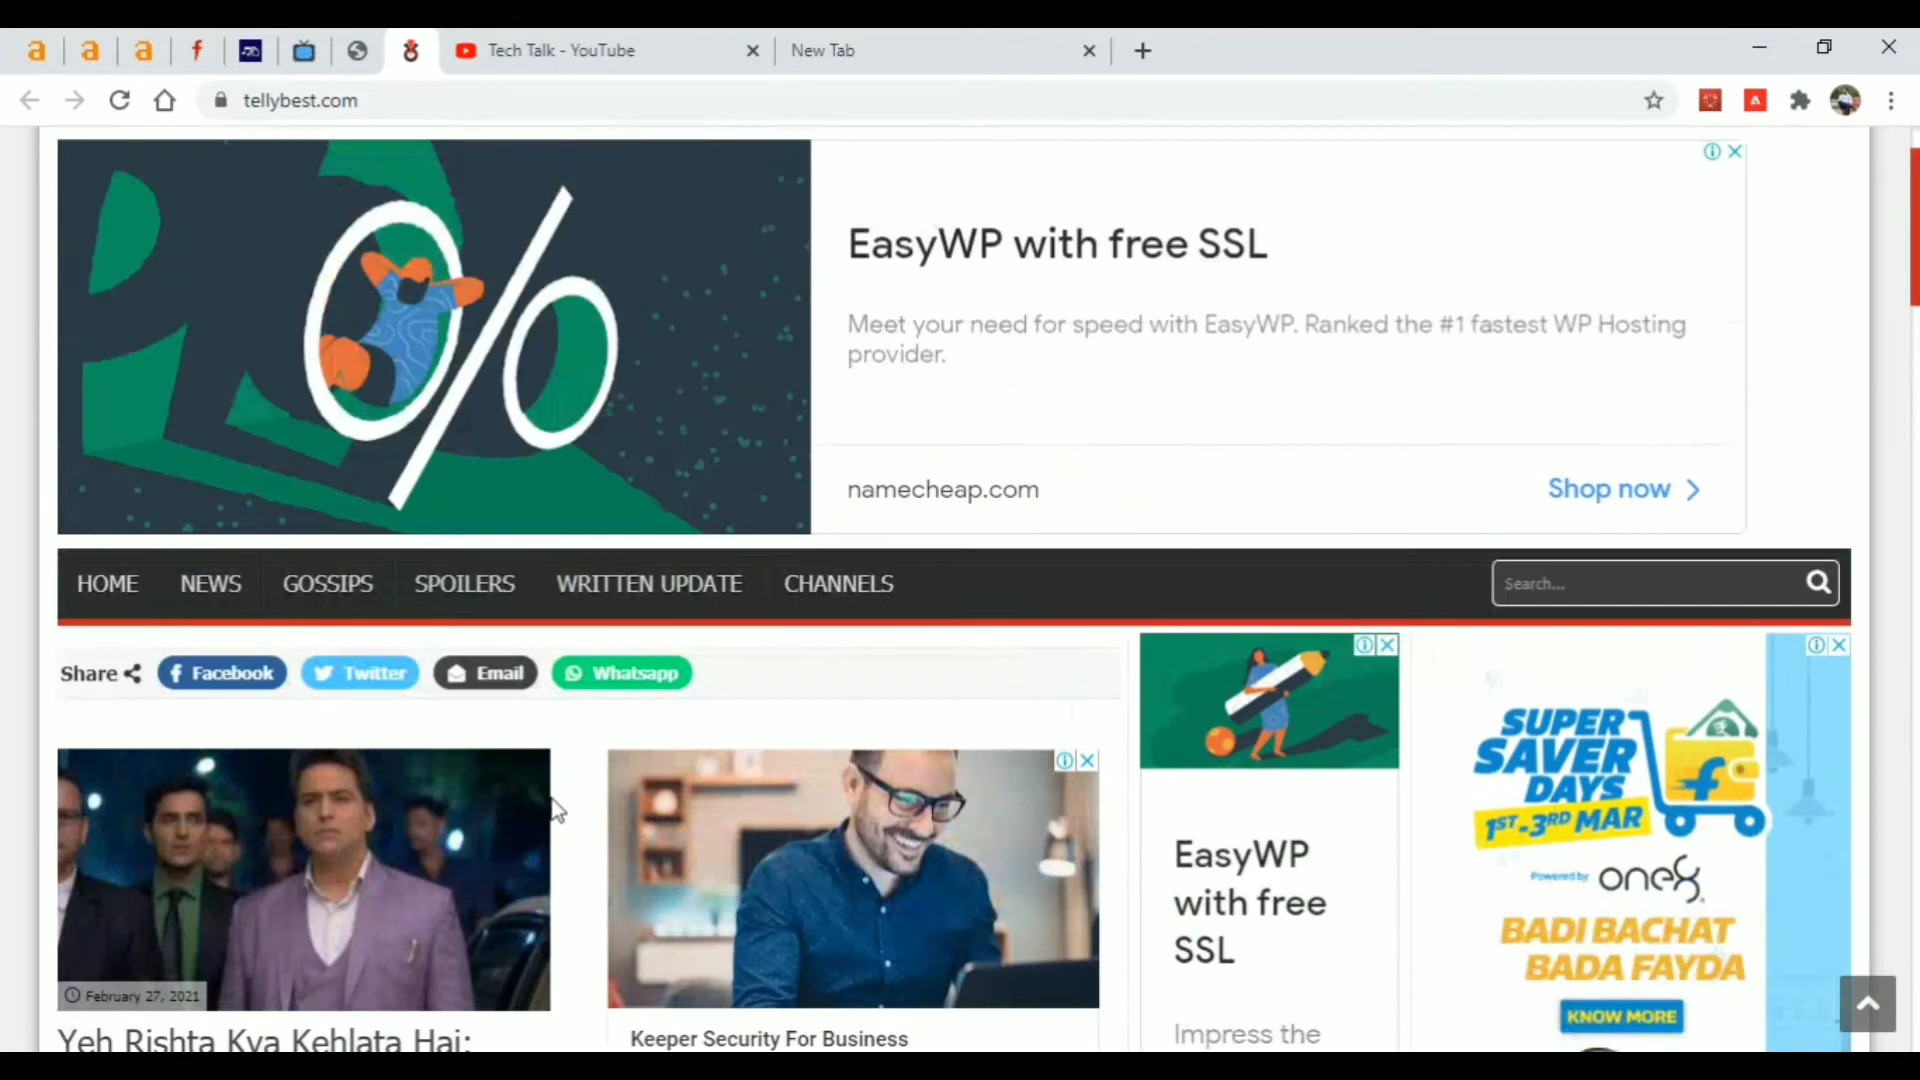 Tech Talk - YouTube
New Tab
tellybest.com
EasyWP with free SSL
Meet your need for speed with EasyWP. Ranked the #1 fastest WP Hosting
provider.
namecheap.com
Shop now
HOME NEWS GOSSIPS SPOILERS WRITTEN UPDATE CHANNELS
Search...
Share Facebook Twitter Email Whatsapp
February 27, 2021
Yeh Rishta Kya Kehlata Hai:
Keeper Security For Business
EasyWP
with free
SSL
Impress the
SUPER
SAVER
DAYS
1ST-3RD MAR
Powered by one8
BADI BACHAT
BADA FAYDA
KNOW MORE